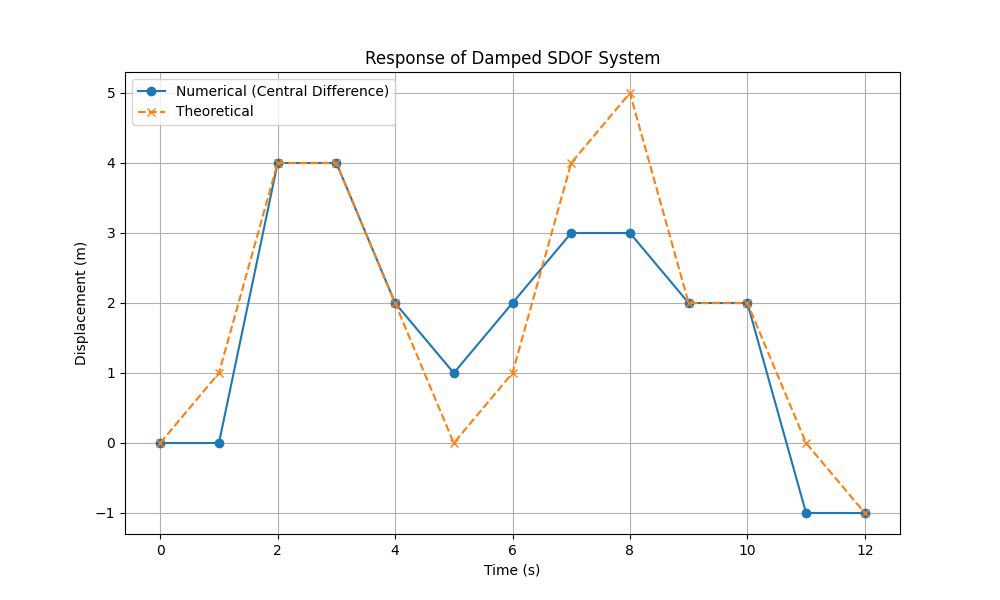 Response of Damped SDOF System
Numerical (Central Difference)
Theoretical
Displacement (m)
5
4
3
2
1
0
−1
0 2 4 6 8 10 12
Time (s)